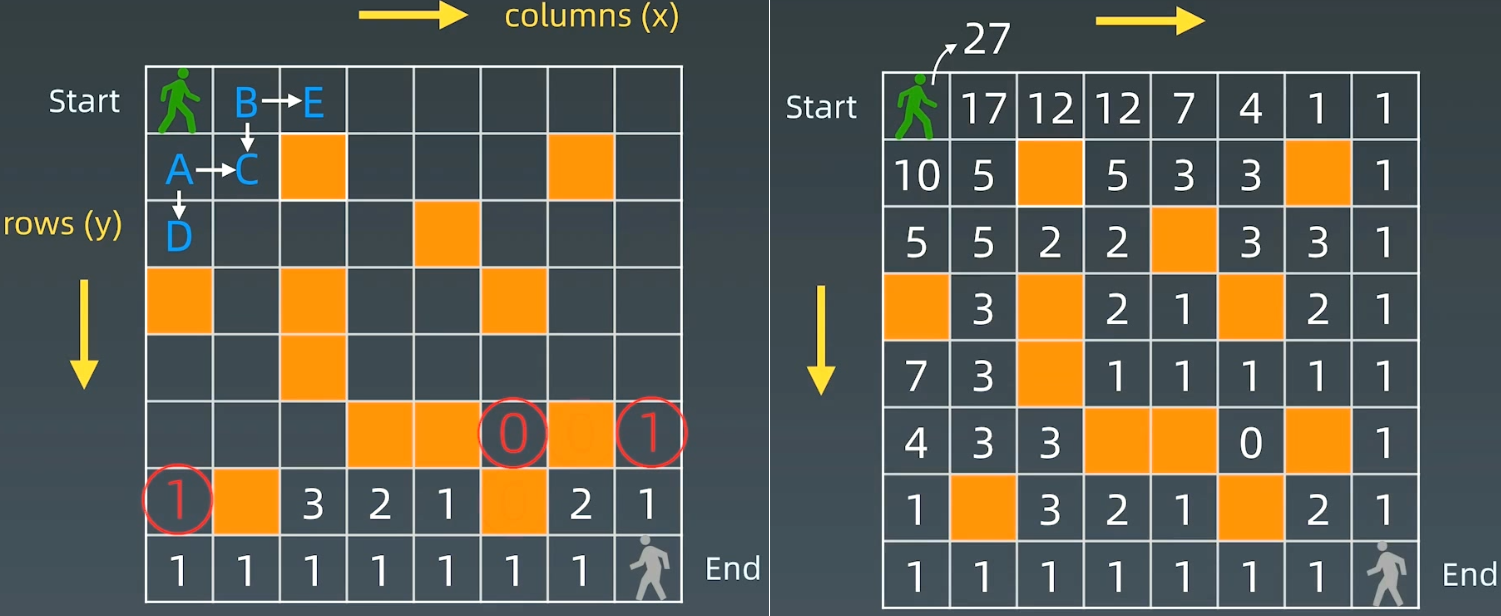 columns (x)
Start
B E
A C
rows (y)
D
0 1
1 3 2 1 2 1
1 1 1 1 1 1 1
End
27
Start
17 12 12 7 4 1 1
10 5 5 3 3 1
5 5 2 2 3 3 1
3 2 1 2 1
7 3 1 1 1 1 1
4 3 3 0 1
1 3 2 1 2 1
1 1 1 1 1 1 1
End